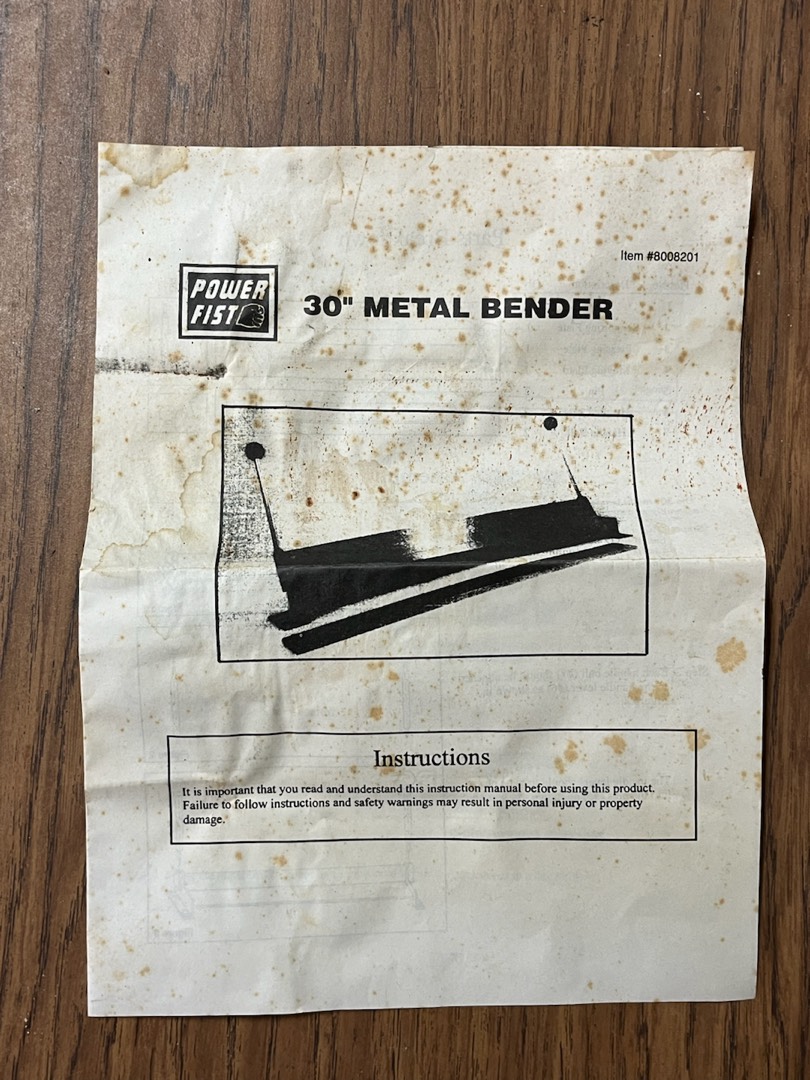 Item #8008201
POWER
FIST
30" METAL BENDER
Instructions
It is important that you read and understand this instruction manual before using this product.
Failure to follow instructions and safety warnings may result in personal injury or property
damage.